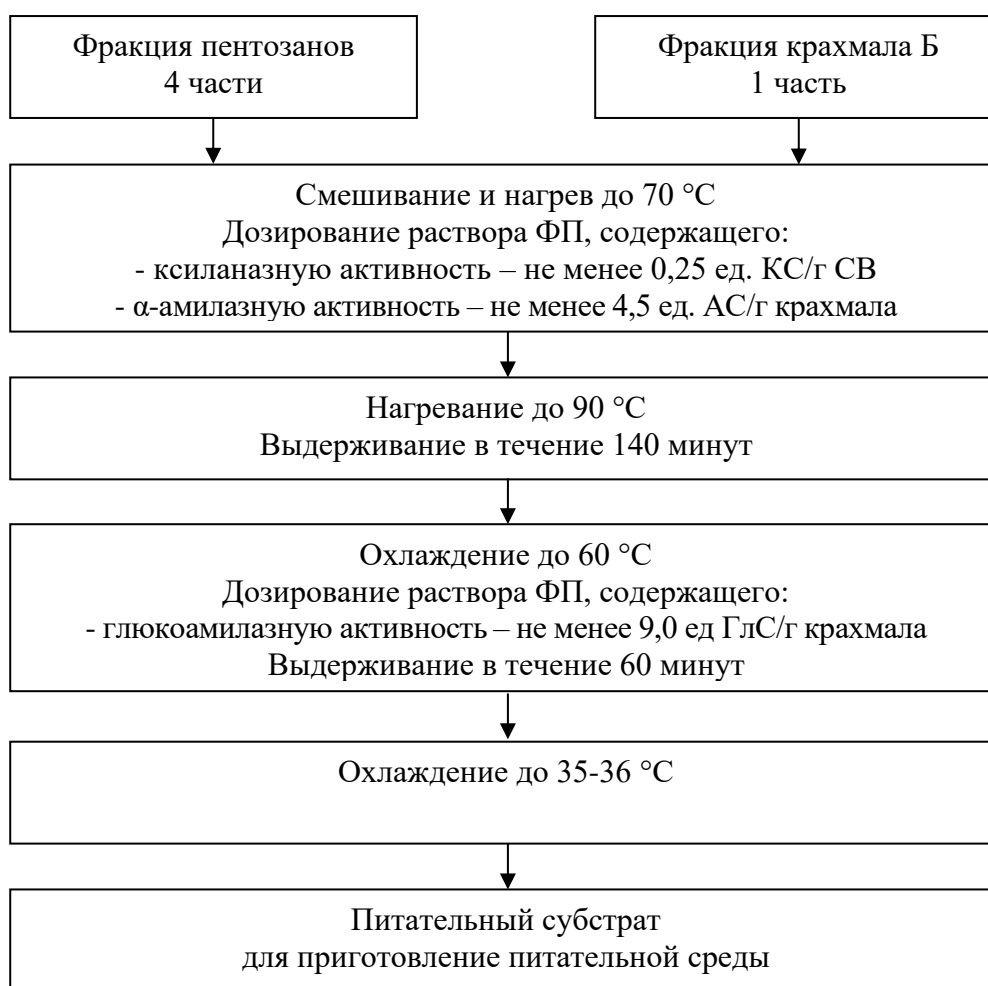 Фракция пентозанов
4 части
Фракция крахмала Б
1 часть
Смешивание и нагрев до 70 °С
Дозирование раствора ФП, содержащего:
- ксиланазную активность – не менее 0,25 ед. КС/г СВ
- α-амилазную активность – не менее 4,5 ед. АС/г крахмала
Нагревание до 90 °С
Выдерживание в течение 140 минут
Охлаждение до 60 °С
Дозирование раствора ФП, содержащего:
- глюкоамилазную активность – не менее 9,0 ед ГлС/г крахмала
Выдерживание в течение 60 минут
Охлаждение до 35-36 °С
Питательный субстрат
для приготовление питательной среды